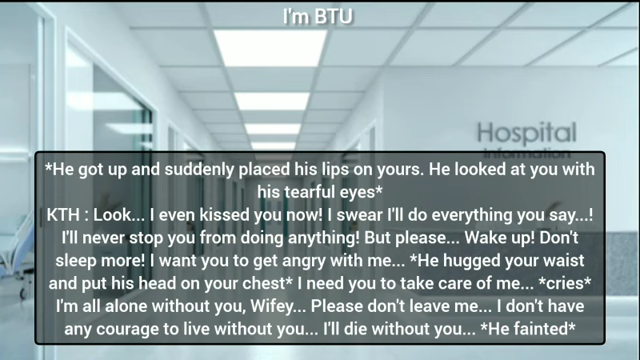 I'm BTU
Hospital
Information
*He got up and suddenly placed his lips on yours. He looked at you with
his tearful eyes*
KTH : Look... I even kissed you now! I swear I'll do everything you say...!
I'll never stop you from doing anything! But please... Wake up! Don't
sleep more! I want you to get angry with me... *He hugged your waist
and put his head on your chest* I need you to take care of me... *cries*
I'm all alone without you, Wifey... Please don't leave me... I don't have
any courage to live without you... I'll die without you... *He fainted*